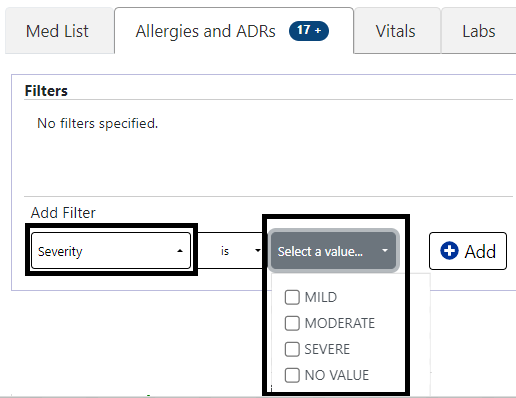 Med List Allergies and ADRs 17 + Vitals Labs
Filters
No filters specified.
Add Filter
Severity is Select a value... Add
MILD
MODERATE
SEVERE
NO VALUE